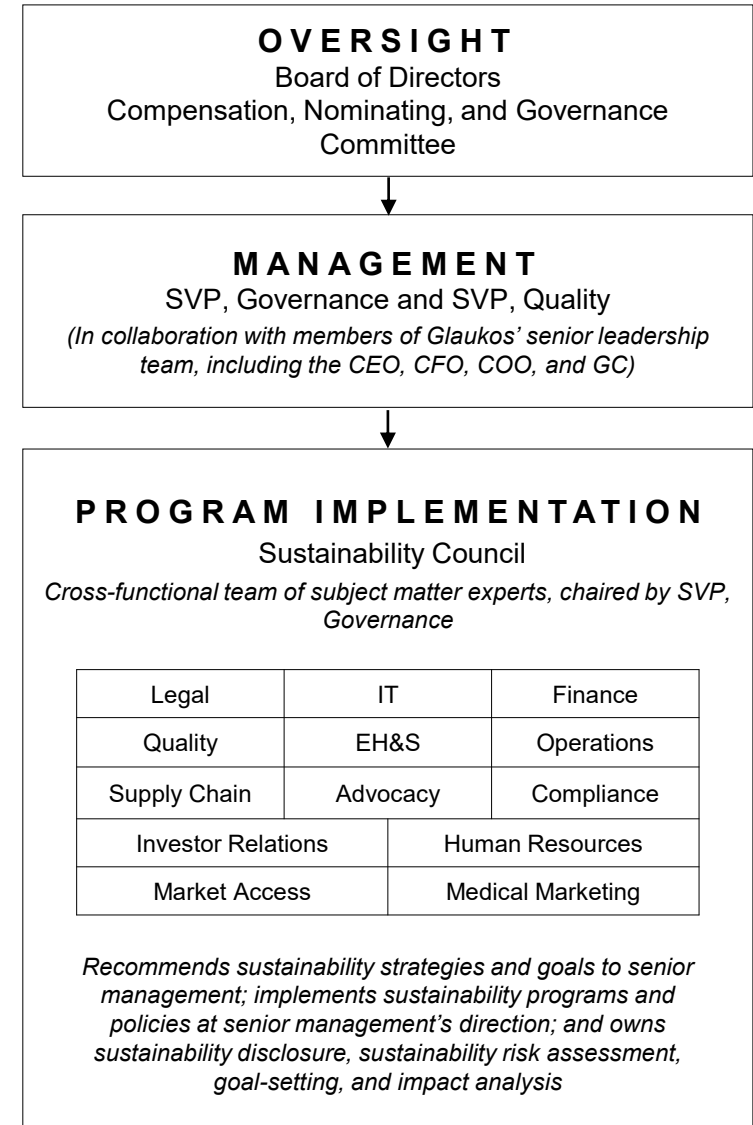 OVERSIGHT
Board of Directors
Compensation, Nominating, and Governance
Committee
MANAGEMENT
SVP, Governance and SVP, Quality
(In collaboration with members of Glaukos’ senior leadership
team, including the CEO, CFO, COO, and GC)
PROGRAM IMPLEMENTATION
Sustainability Council
Cross-functional team of subject matter experts, chaired by SVP,
Governance
Legal IT Finance
Quality EH&S Operations
Supply Chain Advocacy Compliance
Investor Relations Human Resources
Market Access Medical Marketing
Recommends sustainability strategies and goals to senior
management; implements sustainability programs and
policies at senior management’s direction; and owns
sustainability disclosure, sustainability risk assessment,
goal-setting, and impact analysis